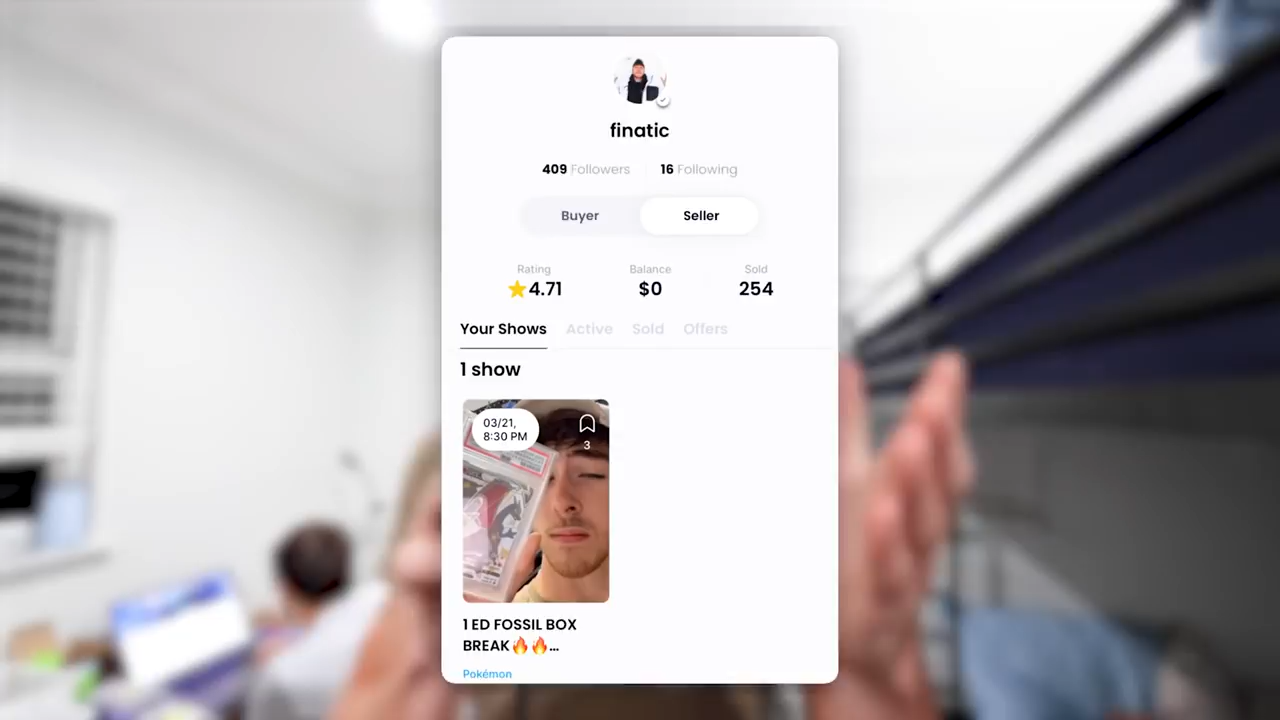 finatic
409 Followers 16 Following
Buyer Seller
Rating Balance Sold
⭐4.71 $0 254
Your Shows Active Sold Offers
1 show
03/21,
8:30 PM
3
1 ED FOSSIL BOX
BREAK🔥🔥...
Pokémon